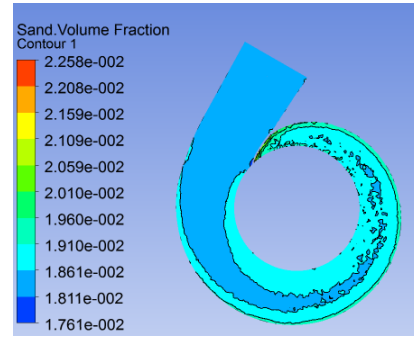 Sand.Volume Fraction
Contour 1
2.258e-002
2.208e-002
2.159e-002
2.109e-002
2.059e-002
2.010e-002
1.960e-002
1.910e-002
1.861e-002
1.811e-002
1.761e-002